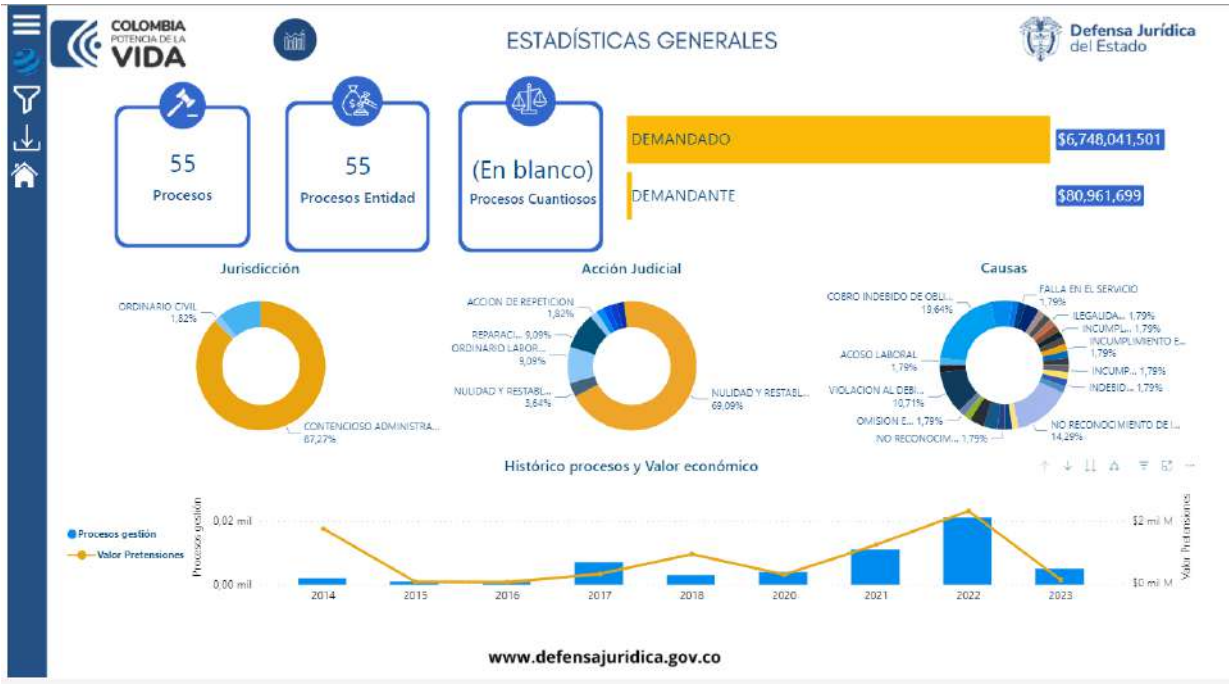 COLOMBIA
POTENCIA DE LA
VIDA
ESTADÍSTICAS GENERALES
Defensa Jurídica
del Estado
55
Procesos
55
Procesos Entidad
(En blanco)
Procesos Cuantiosos
DEMANDADO
$6,748,041,501
DEMANDANTE
$80,961,699
Jurisdicción
ORDINARIO CIVIL
1,82%
CONTENCIOSO ADMINISTRA...
87,27%
Acción Judicial
ACCION DE REPETICION
1,82%
REPARACI... 9,09%
ORDINARIO LABOR...
9,09%
NULIDAD Y RESTABL...
3,64%
NULIDAD Y RESTABL...
69,09%
Causas
COBRO INDEBIDO DE OBLI...
19,64%
FALLA EN EL SERVICIO
1,79%
ILEGALIDA... 1,79%
INCUMPL... 1,79%
INCUMPLIMIENTO E...
1,79%
INCUMP... 1,79%
INDEBID... 1,79%
ACOSO LABORAL
1,79%
VIOLACION AL DEBI...
10,71%
OMISION E... 1,79%
NO RECONOCIM... 1,79%
NO RECONOCIMIENTO DE L...
14,29%
Histórico procesos y Valor económico
Procesos gestión
Valor Pretensiones
Procesos gestión
0,02 mil
0,00 mil
2014 2015 2016 2017 2018 2020 2021 2022 2023
$2 mil M
$0 mil M
Valor Pretensiones
www.defensajuridica.gov.co